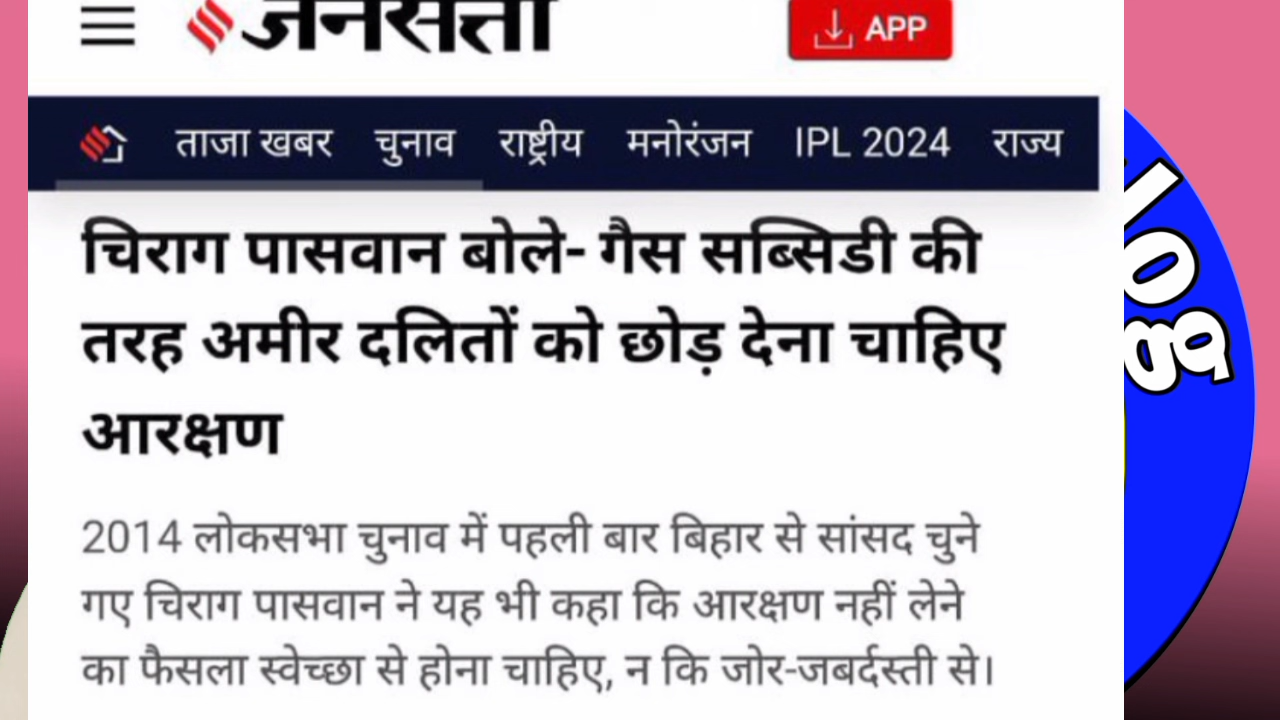 जनसत्ता
APP
ताजा खबर चुनाव राष्ट्रीय मनोरंजन IPL 2024 राज्य
चिराग पासवान बोले- गैस सब्सिडी की
तरह अमीर दलितों को छोड़ देना चाहिए
आरक्षण
2014 लोकसभा चुनाव में पहली बार बिहार से सांसद चुने
गए चिराग पासवान ने यह भी कहा कि आरक्षण नहीं लेने
का फैसला स्वेच्छा से होना चाहिए, न कि जोर-जबर्दस्ती से।